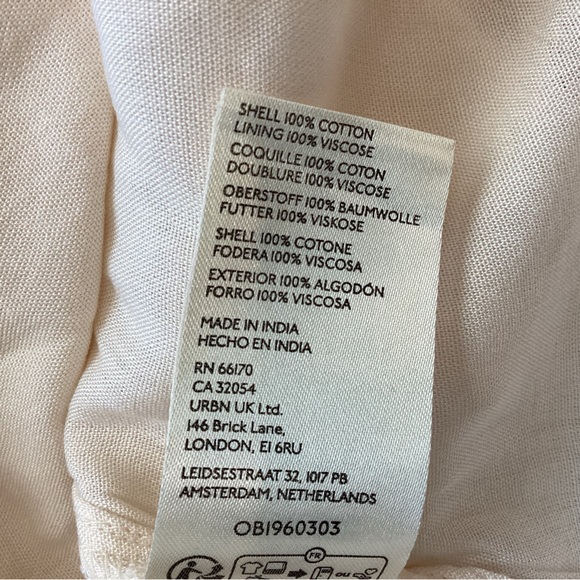 SHELL 100% COTTON
LINING 100% VISCOSE
COQUILLE 100% COTON
DOUBLURE 100% VISCOSE
OBERSTOFF 100% BAUMWOLLE
FUTTER 100% VISKOSE
SHELL 100% COTONE
FODERA 100% VISCOSA
EXTERIOR 100% ALGODÓN
FORRO 100% VISCOSA
MADE IN INDIA
HECHO EN INDIA
RN 66170
CA 32054
URBN UK Ltd.
146 Brick Lane,
LONDON, E1 6RU
LEIDSESTRAAT 32, 1017 PB
AMSTERDAM, NETHERLANDS
OB1960303
FR
OU